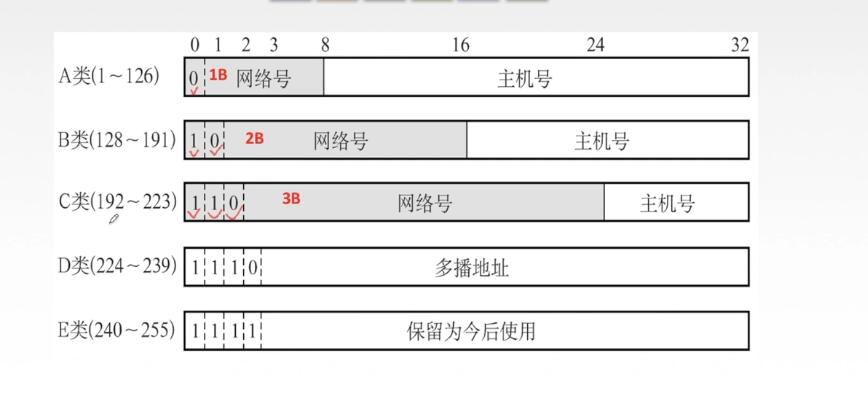 0 1 2 3 8 16 24 32
A类(1～126) 0 1B 网络号 主机号
B类(128～191) 1 0 2B 网络号 主机号
C类(192～223) 1 1 0 3B 网络号 主机号
D类(224～239) 1 1 1 0 多播地址
E类(240～255) 1 1 1 1 保留为今后使用